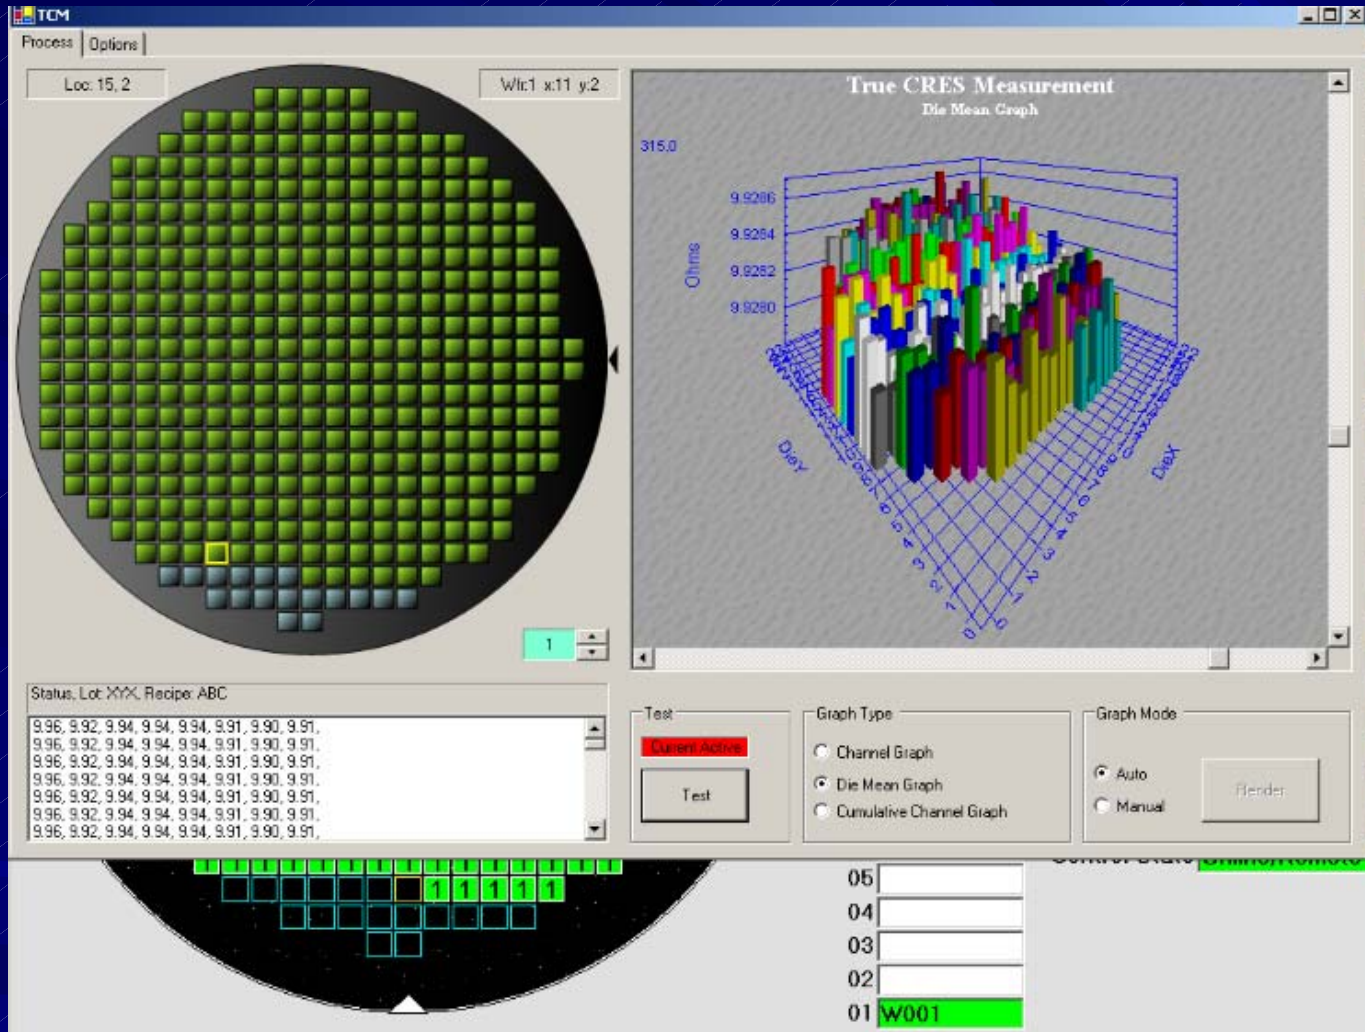 TCM
Process Options
Loc: 15, 2
Wfr:1 x:11 y:2
True CRES Measurement
Die Mean Graph
315.0
9.9286
9.9284
9.9282
9.9280
Ohms
DieY
DieX
1
Status, Lot: XYX, Recipe: ABC
9.96, 9.92, 9.94, 9.94, 9.94, 9.91, 9.90, 9.91,
9.96, 9.92, 9.94, 9.94, 9.94, 9.91, 9.90, 9.91,
9.96, 9.92, 9.94, 9.94, 9.94, 9.91, 9.90, 9.91,
9.96, 9.92, 9.94, 9.94, 9.94, 9.91, 9.90, 9.91,
9.96, 9.92, 9.94, 9.94, 9.94, 9.91, 9.90, 9.91,
9.96, 9.92, 9.94, 9.94, 9.94, 9.91, 9.90, 9.91,
9.96, 9.92, 9.94, 9.94, 9.94, 9.91, 9.90, 9.91,
Test
Current Active
Test
Graph Type
Channel Graph
Die Mean Graph
Cumulative Channel Graph
Graph Mode
Auto
Manual
Render
1 1 1 1 1
05
04
03
02
01 W001